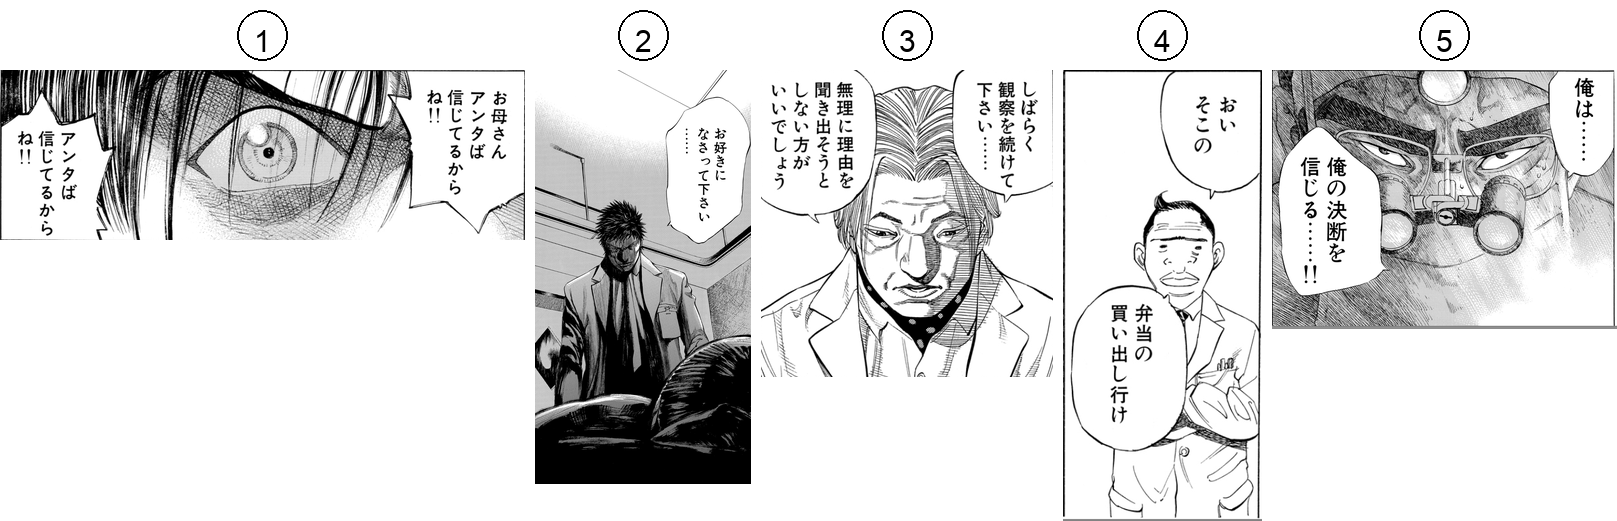 1
お母さん
アンタば
信じてるから
ね!!
アンタば
信じてるから
ね!!
2
お好きに
なさって下さい
……
3
しばらく
観察を続けて
下さい……
無理に理由を
聞き出そうと
しない方が
いいでしょう
4
おい
そこの
弁当の
買い出し行け
5
俺は……
俺の決断を
信じる……!!